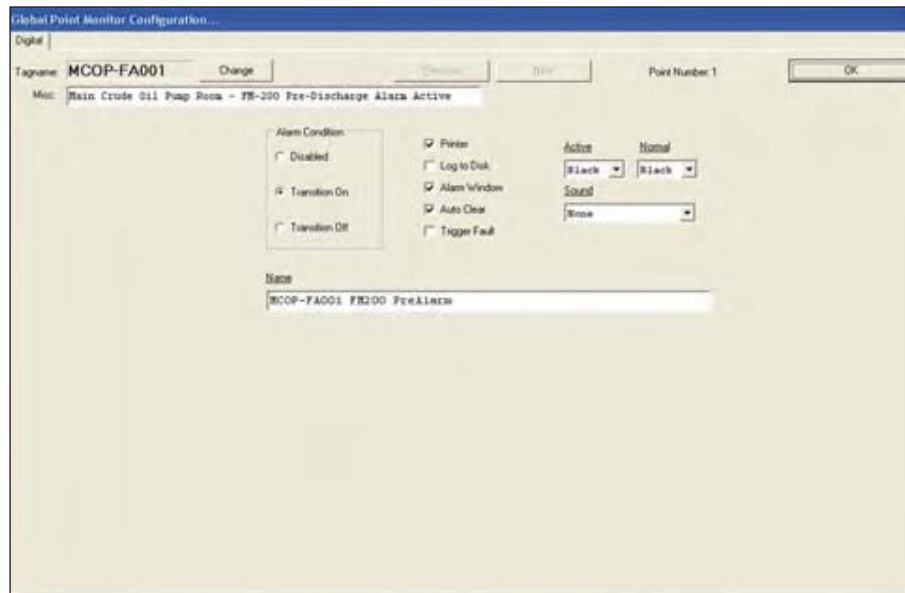 Global Point Monitor Configuration...
Digital
Tagname: MCOP-FA001 Change Previous Next Point Number: 1 OK
Misc: Main Crude Oil Pump Room - FM-200 Pre-Discharge Alarm Active
Alarm Condition
Disabled
Transition On
Transition Off
Printer
Log to Disk
Alarm Window
Auto Clear
Trigger Fault
Active Normal
Black Black
Sound
None
Name
MCOP-FA001 FM200 PreAlarm